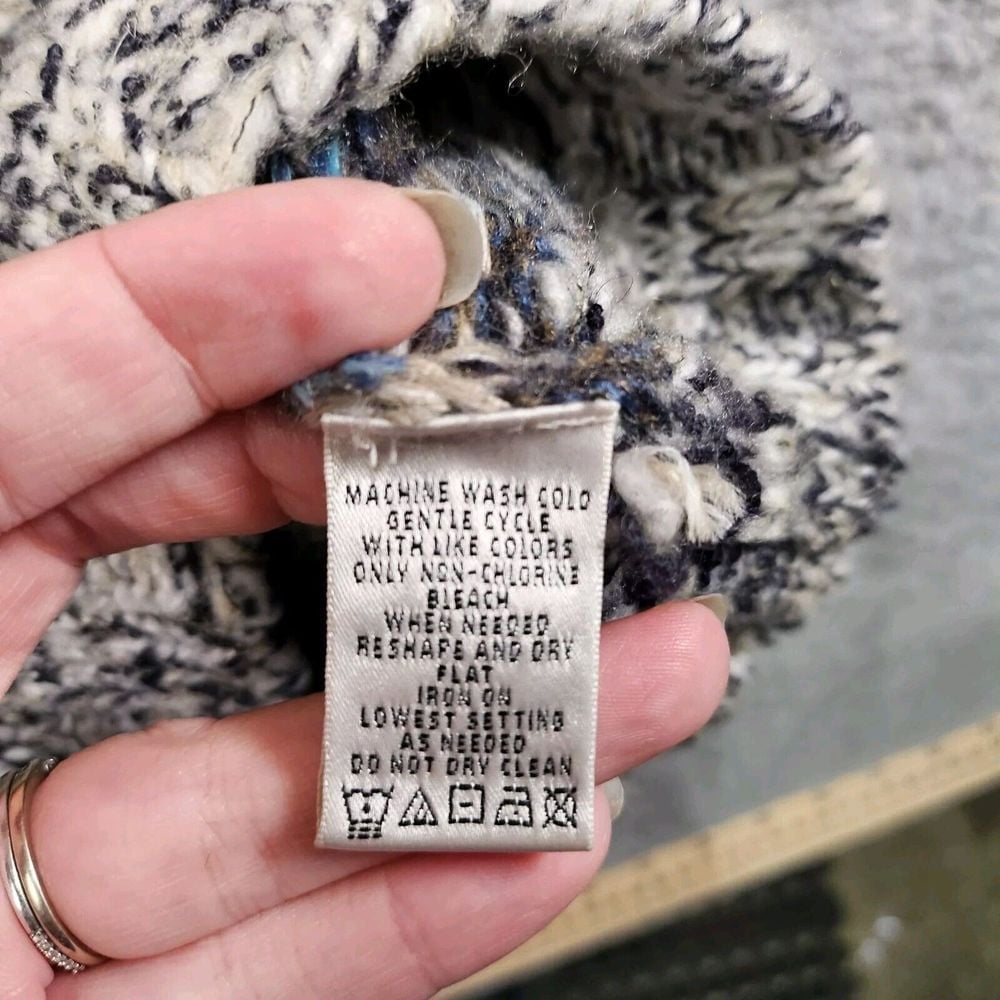 MACHINE WASH COLD
GENTLE CYCLE
WITH LIKE COLORS
ONLY NON-CHLORINE
BLEACH
WHEN NEEDED
RESHAPE AND DRY
FLAT
IRON ON
LOWEST SETTING
AS NEEDED
DO NOT DRY CLEAN